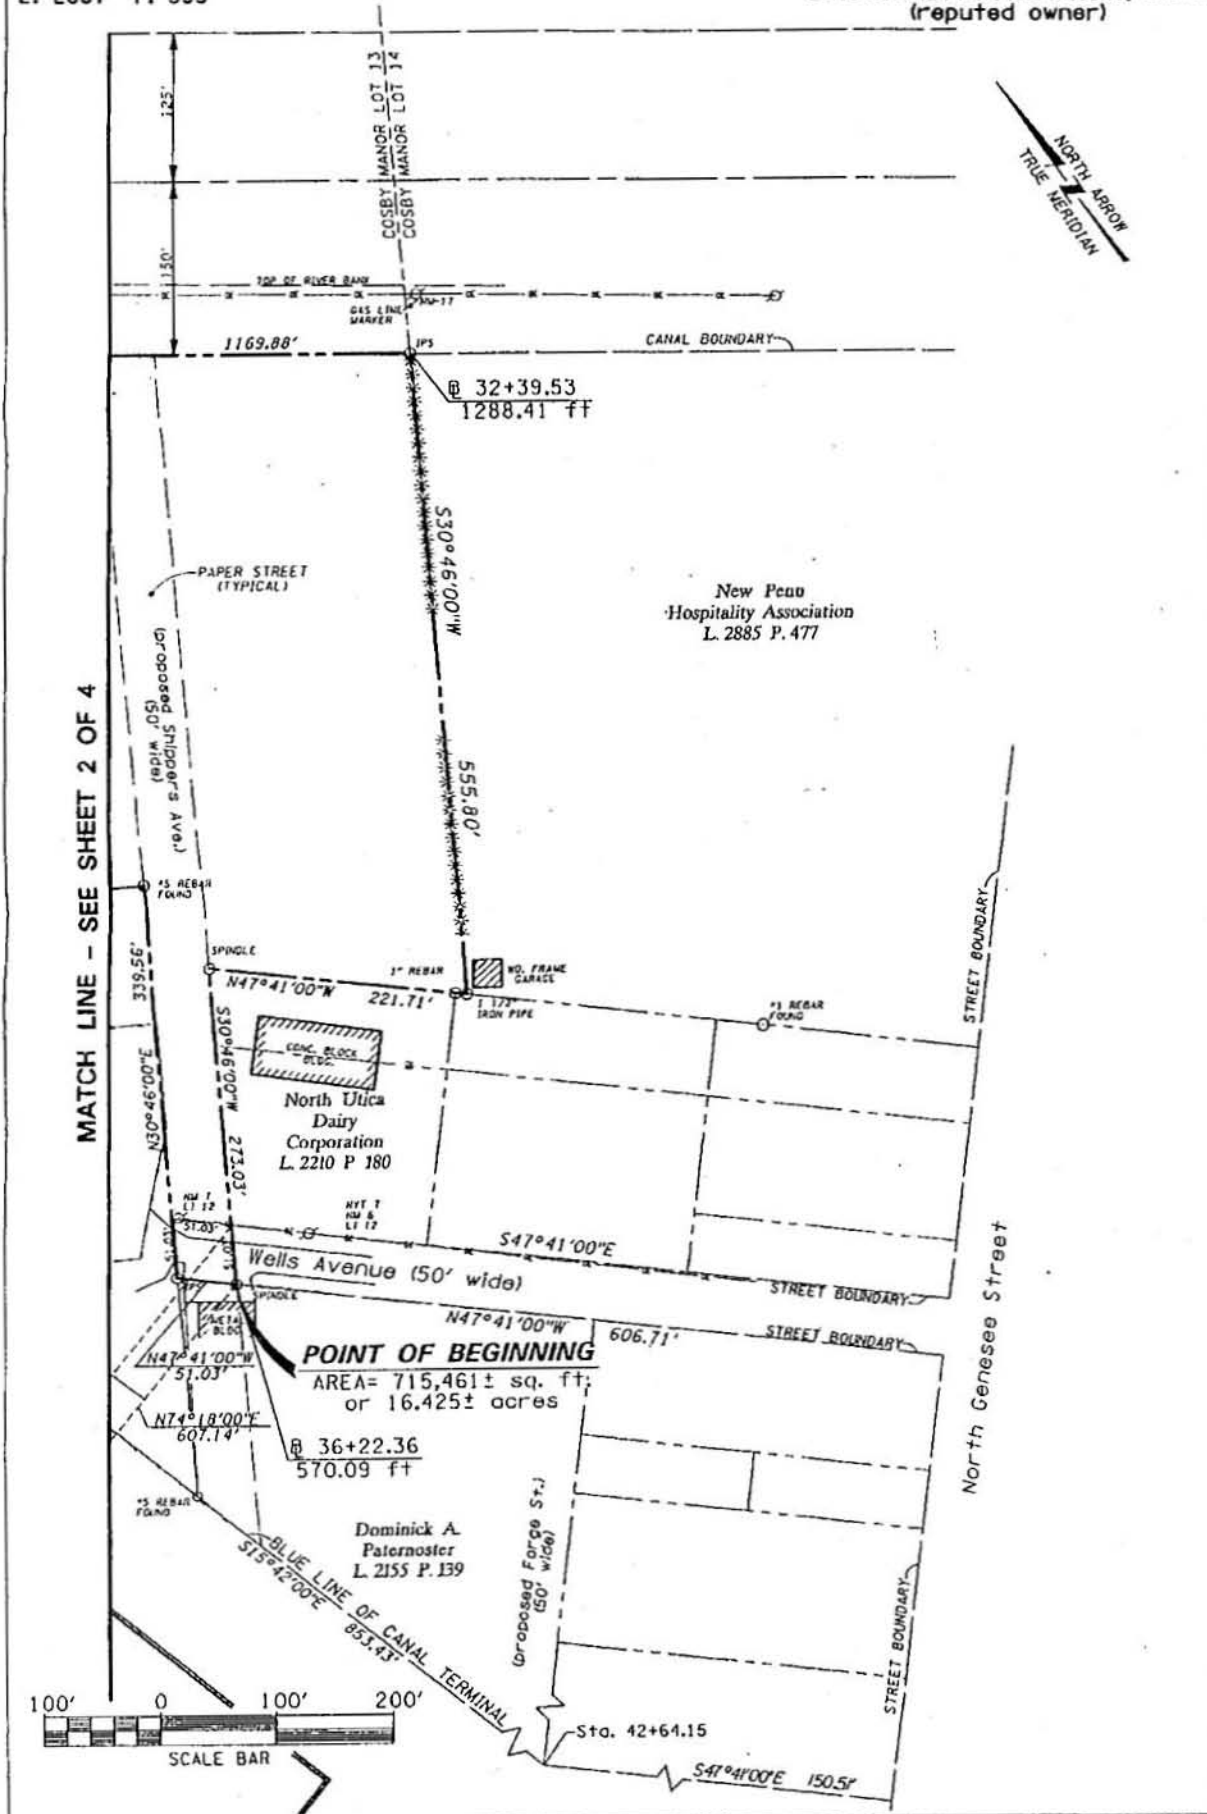 (reputed owner)
125'
COSBY MANOR LOT 13
COSBY MANOR LOT 14
NORTH ARROW
TRUE MERIDIAN
150'
TOP OF RIVER BANK
GAS LINE
MARKER
1169.88'
IPS
CANAL BOUNDARY
32+39.53
1288.41 ft
S30°46'00"W
PAPER STREET
(TYPICAL)
New Penn
Hospitality Association
L. 2885 P. 477
(proposed Shippers Ave.)
(50' wide)
MATCH LINE - SEE SHEET 2 OF 4
555.80'
#5 REBAR
FOUND
STREET BOUNDARY
339.56'
SPINDLE
1" REBAR
WD. FRAME
GARAGE
N47°41'00"W
221.71'
1 1/2"
IRON PIPE
REBAR
FOUND
S30°46'00"W
CONC. BLOCK
BLDG.
N30°46'00"E
North Utica
Dairy
Corporation
L. 2210 P 180
273.03'
51.03'
51.03'
S47°41'00"E
Wells Avenue (50' wide)
STREET BOUNDARY
SPINDLE
N47°41'00"W
606.71'
STREET BOUNDARY
North Genesee Street
METAL
BLDG
POINT OF BEGINNING
N47°41'00"W
51.03'
AREA= 715,461± sq. ft.
or 16.425± acres
N74°18'00"E
607.14'
36+22.36
570.09 ft
#5 REBAR
FOUND
Dominick A.
Paternoster
L. 2155 P. 139
(proposed Forge St.)
(50' wide)
BLUE LINE OF CANAL TERMINAL
S15°42'00"E
853.43'
STREET BOUNDARY
100' 0 100' 200'
SCALE BAR
Sta. 42+64.15
S47°41'00"E 150.51'